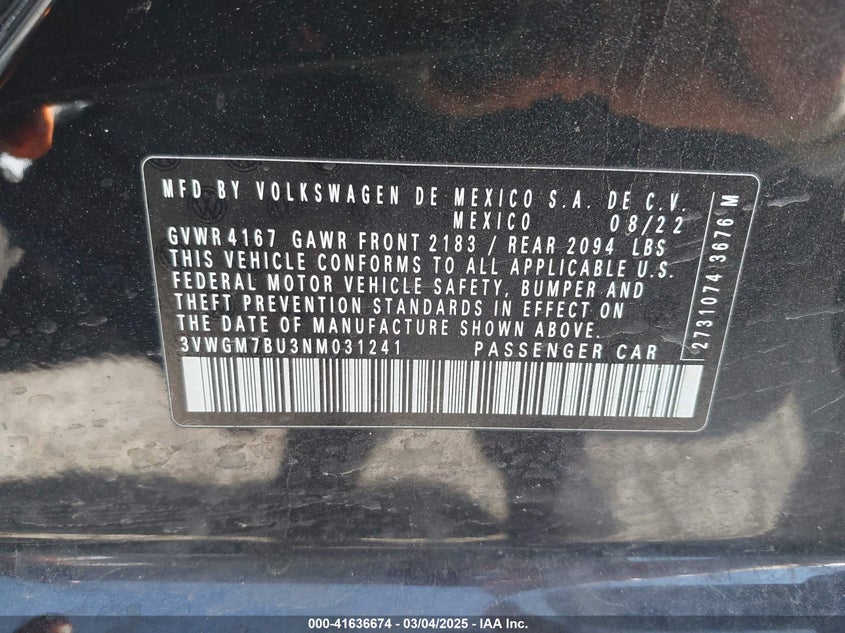 MFD BY VOLKSWAGEN DE MEXICO S.A. DE C.V.
MEXICO 08/22
GVWR 4167 GAWR FRONT 2183 / REAR 2094 LBS
THIS VEHICLE CONFORMS TO ALL APPLICABLE U.S.
FEDERAL MOTOR VEHICLE SAFETY, BUMPER AND
THEFT PREVENTION STANDARDS IN EFFECT ON
THE DATE OF MANUFACTURE SHOWN ABOVE.
3VWGM7BU3NM031241 PASSENGER CAR
27310743676 M
000-41636674 - 03/04/2025 - IAA Inc.